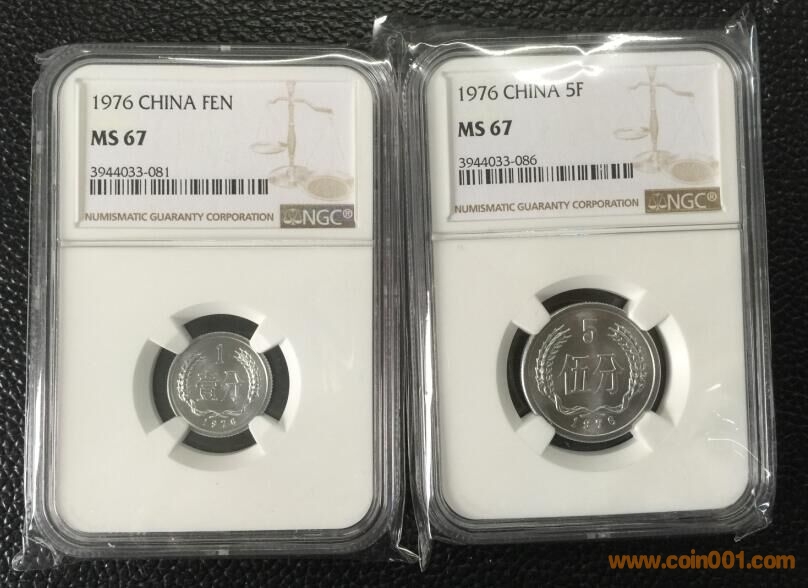 1976 CHINA FEN
MS 67
3944033-081
NUMISMATIC GUARANTY CORPORATION NGC®
1
壹分
1976
1976 CHINA 5F
MS 67
3944033-086
NUMISMATIC GUARANTY CORPORATION NGC®
5
伍分
1976
www.coin001.com